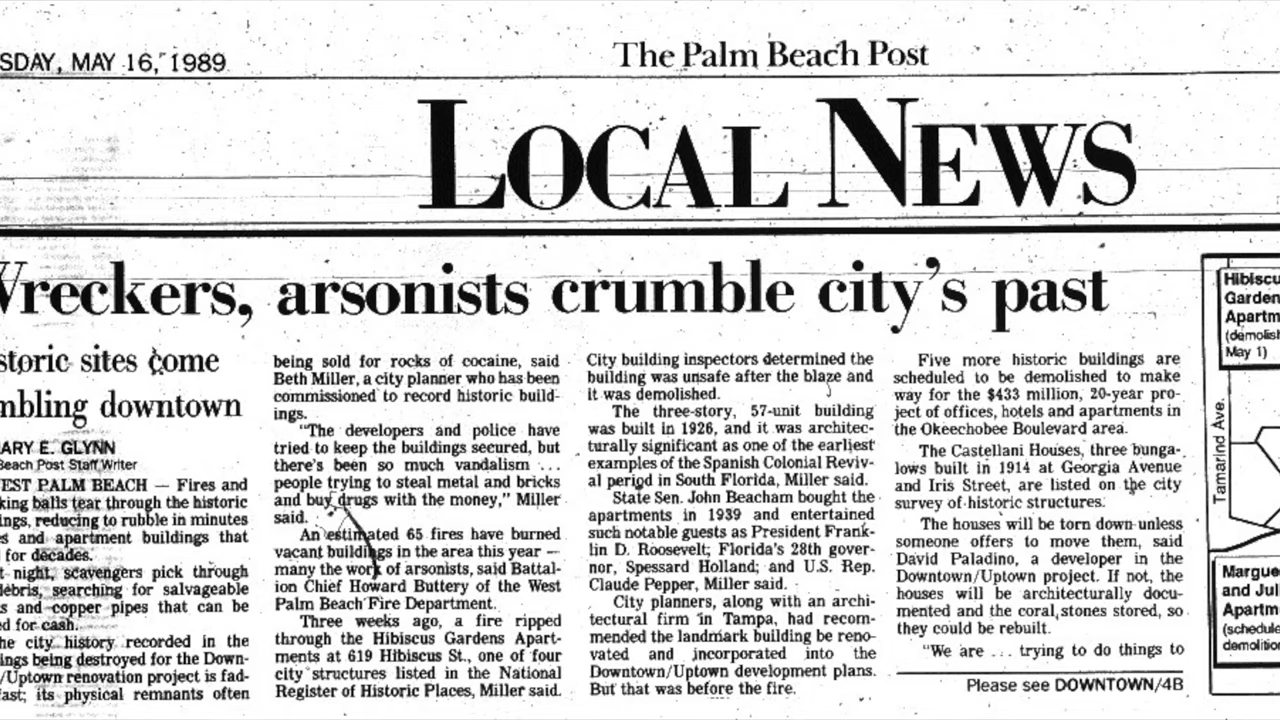 SDAY, MAY 16, 1989
The Palm Beach Post
LOCAL NEWS
Wreckers, arsonists crumble city's past
storic sites come
mbling downtown
ARY E. GLYNN
Beach Post Staff Writer
EST PALM BEACH — Fires and
king balls tear through the historic
ings, reducing to rubble in minutes
s and apartment buildings that
for decades.
t night, scavengers pick through
debris, searching for salvageable
s and copper pipes that can be
ed for cash.
he city history recorded in the
ings being destroyed for the Down-
/Uptown renovation project is fad-
fast; its physical remnants often
being sold for rocks of cocaine, said
Beth Miller, a city planner who has been
commissioned to record historic build-
ings.
"The developers and police have
tried to keep the buildings secured, but
there's been so much vandalism ...
people trying to steal metal and bricks
and buy drugs with the money," Miller
said.
An estimated 65 fires have burned
vacant buildings in the area this year —
many the work of arsonists, said Battal-
ion Chief Howard Buttery of the West
Palm Beach Fire Department.
Three weeks ago, a fire ripped
through the Hibiscus Gardens Apart-
ments at 619 Hibiscus St., one of four
city structures listed in the National
Register of Historic Places, Miller said.
City building inspectors determined the
building was unsafe after the blaze and
it was demolished.
The three-story, 57-unit building
was built in 1926, and it was architec-
turally significant as one of the earliest
examples of the Spanish Colonial Reviv-
al period in South Florida, Miller said.
State Sen. John Beacham bought the
apartments in 1939 and entertained
such notable guests as President Frank-
lin D. Roosevelt; Florida's 28th gover-
nor, Spessard Holland; and U.S. Rep.
Claude Pepper, Miller said.
City planners, along with an archi-
tectural firm in Tampa, had recom-
mended the landmark building be reno-
vated and incorporated into the
Downtown/Uptown development plans.
But that was before the fire.
Five more historic buildings are
scheduled to be demolished to make
way for the $433 million, 20-year pro-
ject of offices, hotels and apartments in
the Okeechobee Boulevard area.
The Castellani Houses, three bunga-
lows built in 1914 at Georgia Avenue
and Iris Street, are listed on the city
survey of historic structures.
The houses will be torn down unless
someone offers to move them, said
David Paladino, a developer in the
Downtown/Uptown project. If not, the
houses will be architecturally docu-
mented and the coral stones stored, so
they could be rebuilt.
"We are ... trying to do things to
Please see DOWNTOWN/4B
Hibiscu
Garden
Apartm
(demolish
May 1)
Tamarind Ave.
Margue
and Jul
Apartm
(schedule
demolition